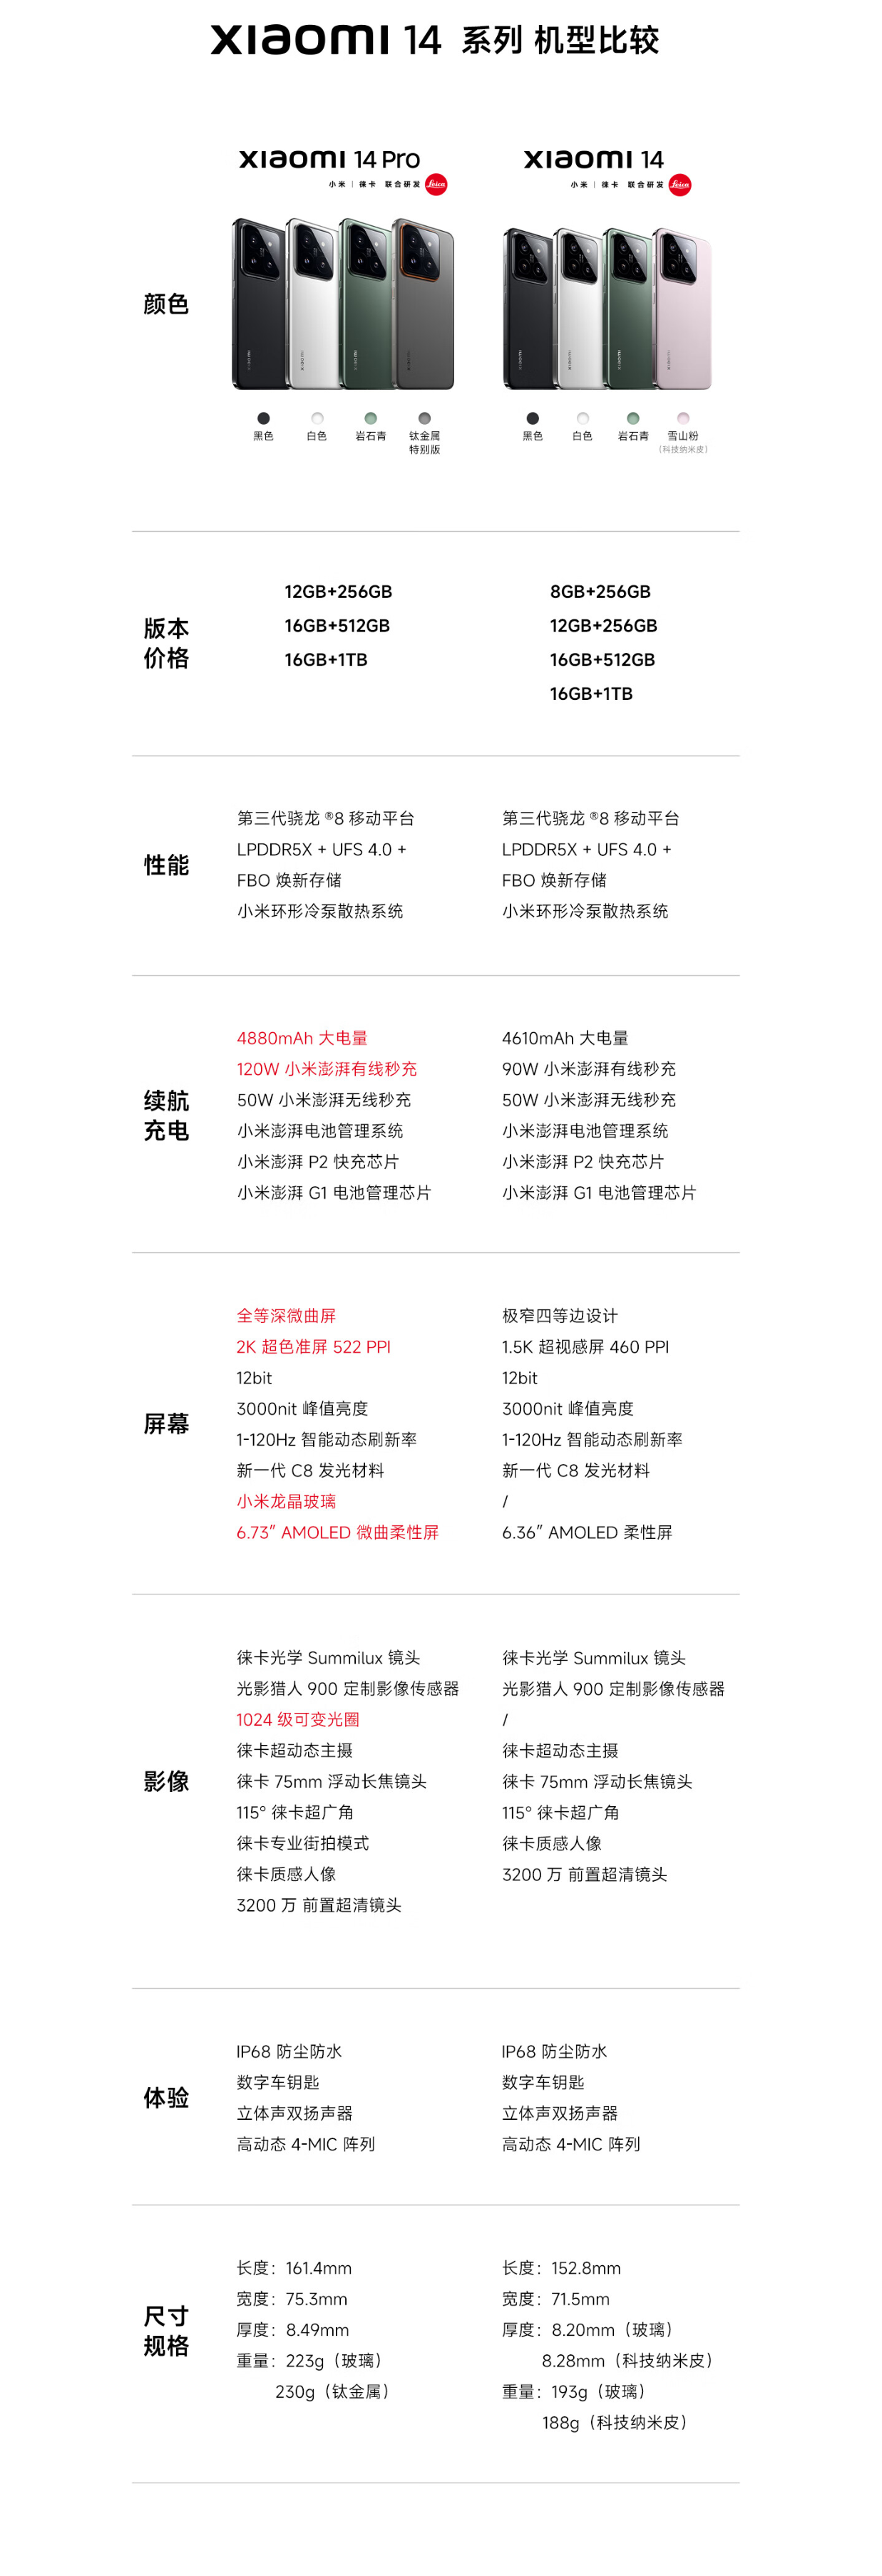 xiaomi 14 系列 机型比较
xiaomi 14 Pro
小米 | 徕卡 联合研发 Leica
xiaomi 14
小米 | 徕卡 联合研发 Leica
颜色
黑色
白色
岩石青
钛金属
特别版
黑色
白色
岩石青
雪山粉
(科技纳米皮)
版本
价格
12GB+256GB
16GB+512GB
16GB+1TB
8GB+256GB
12GB+256GB
16GB+512GB
16GB+1TB
性能
第三代骁龙 ®8 移动平台
LPDDR5X + UFS 4.0 +
FBO 焕新存储
小米环形冷泵散热系统
第三代骁龙 ®8 移动平台
LPDDR5X + UFS 4.0 +
FBO 焕新存储
小米环形冷泵散热系统
续航
充电
4880mAh 大电量
120W 小米澎湃有线秒充
50W 小米澎湃无线秒充
小米澎湃电池管理系统
小米澎湃 P2 快充芯片
小米澎湃 G1 电池管理芯片
4610mAh 大电量
90W 小米澎湃有线秒充
50W 小米澎湃无线秒充
小米澎湃电池管理系统
小米澎湃 P2 快充芯片
小米澎湃 G1 电池管理芯片
屏幕
全等深微曲屏
2K 超色准屏 522 PPI
12bit
3000nit 峰值亮度
1-120Hz 智能动态刷新率
新一代 C8 发光材料
小米龙晶玻璃
6.73″ AMOLED 微曲柔性屏
极窄四等边设计
1.5K 超视感屏 460 PPI
12bit
3000nit 峰值亮度
1-120Hz 智能动态刷新率
新一代 C8 发光材料
/
6.36″ AMOLED 柔性屏
影像
徕卡光学 Summilux 镜头
光影猎人 900 定制影像传感器
1024 级可变光圈
徕卡超动态主摄
徕卡 75mm 浮动长焦镜头
115° 徕卡超广角
徕卡专业街拍模式
徕卡质感人像
3200 万 前置超清镜头
徕卡光学 Summilux 镜头
光影猎人 900 定制影像传感器
/
徕卡超动态主摄
徕卡 75mm 浮动长焦镜头
115° 徕卡超广角
徕卡质感人像
3200 万 前置超清镜头
体验
IP68 防尘防水
数字车钥匙
立体声双扬声器
高动态 4-MIC 阵列
IP68 防尘防水
数字车钥匙
立体声双扬声器
高动态 4-MIC 阵列
尺寸
规格
长度：161.4mm
宽度：75.3mm
厚度：8.49mm
重量：223g（玻璃）
230g（钛金属）
长度：152.8mm
宽度：71.5mm
厚度：8.20mm（玻璃）
8.28mm（科技纳米皮）
重量：193g（玻璃）
188g（科技纳米皮）